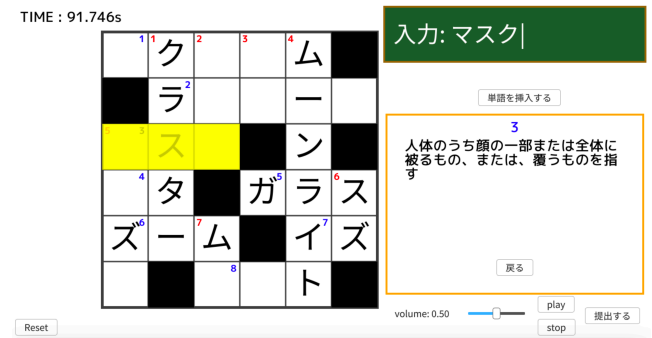 TIME : 91.746s
入力: マスク
1 1 ク 2 3 4 ム
ラ 2 ー
5 3 ス ン
4 タ ガ 5 ラ 6 ス
ズ 6 ー 7 ム イ 7 ズ
8 ト
単語を挿入する
3
人体のうち顔の一部または全体に
被るもの、または、覆うものを指
す
戻る
volume: 0.50
play
stop
提出する
Reset